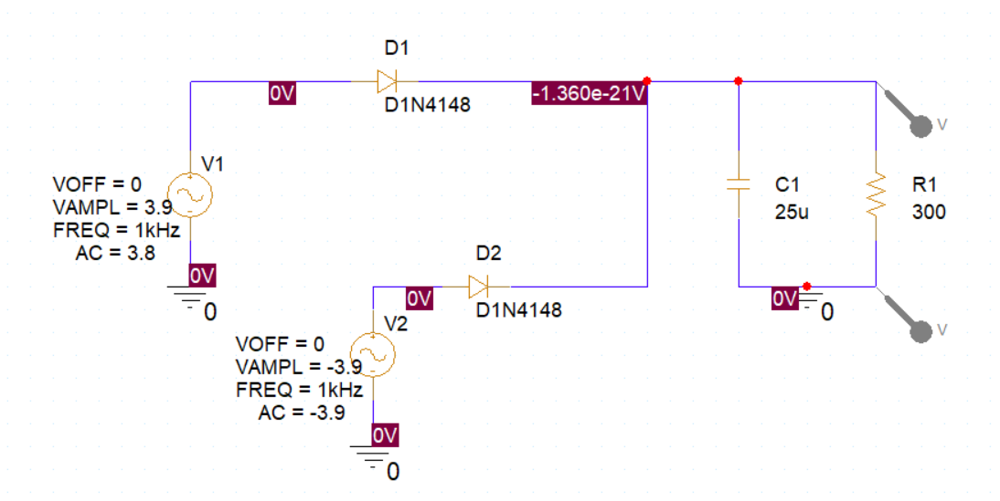 D1
0V
-1.360e-21V
D1N4148
V
V1
VOFF = 0
VAMPL = 3.9
FREQ = 1kHz
AC = 3.8
C1
25u
R1
300
D2
0V
0
0V
D1N4148
0V
0
V2
V
VOFF = 0
VAMPL = -3.9
FREQ = 1kHz
AC = -3.9
0V
0